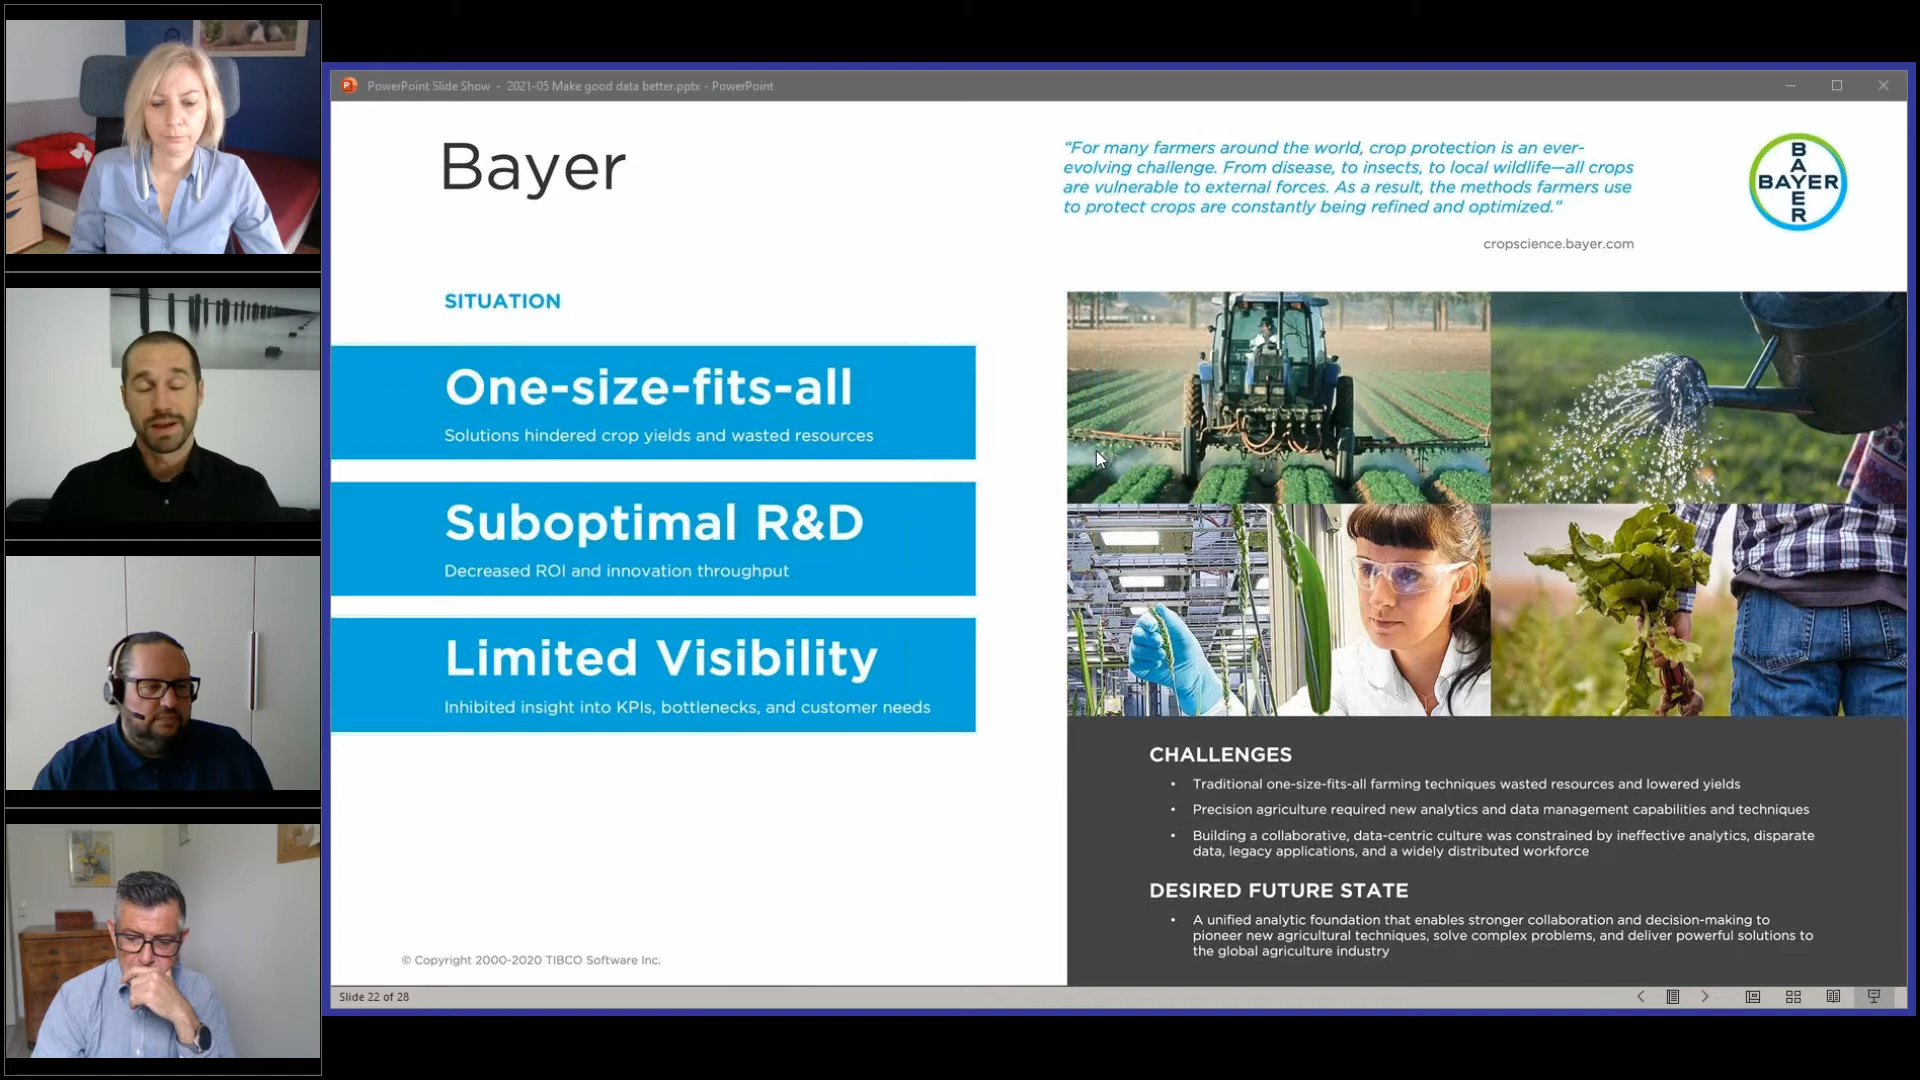 PowerPoint Slide Show - 2021-05 Make good data better.pptx - PowerPoint
Bayer
“For many farmers around the world, crop protection is an ever-
evolving challenge. From disease, to insects, to local wildlife—all crops
are vulnerable to external forces. As a result, the methods farmers use
to protect crops are constantly being refined and optimized.”
cropscience.bayer.com
BAYER
BAYER
SITUATION
One-size-fits-all
Solutions hindered crop yields and wasted resources
Suboptimal R&D
Decreased ROI and innovation throughput
Limited Visibility
Inhibited insight into KPIs, bottlenecks, and customer needs
CHALLENGES
• Traditional one-size-fits-all farming techniques wasted resources and lowered yields
• Precision agriculture required new analytics and data management capabilities and techniques
• Building a collaborative, data-centric culture was constrained by ineffective analytics, disparate
data, legacy applications, and a widely distributed workforce
DESIRED FUTURE STATE
• A unified analytic foundation that enables stronger collaboration and decision-making to
pioneer new agricultural techniques, solve complex problems, and deliver powerful solutions to
the global agriculture industry
© Copyright 2000-2020 TIBCO Software Inc.
Slide 22 of 28